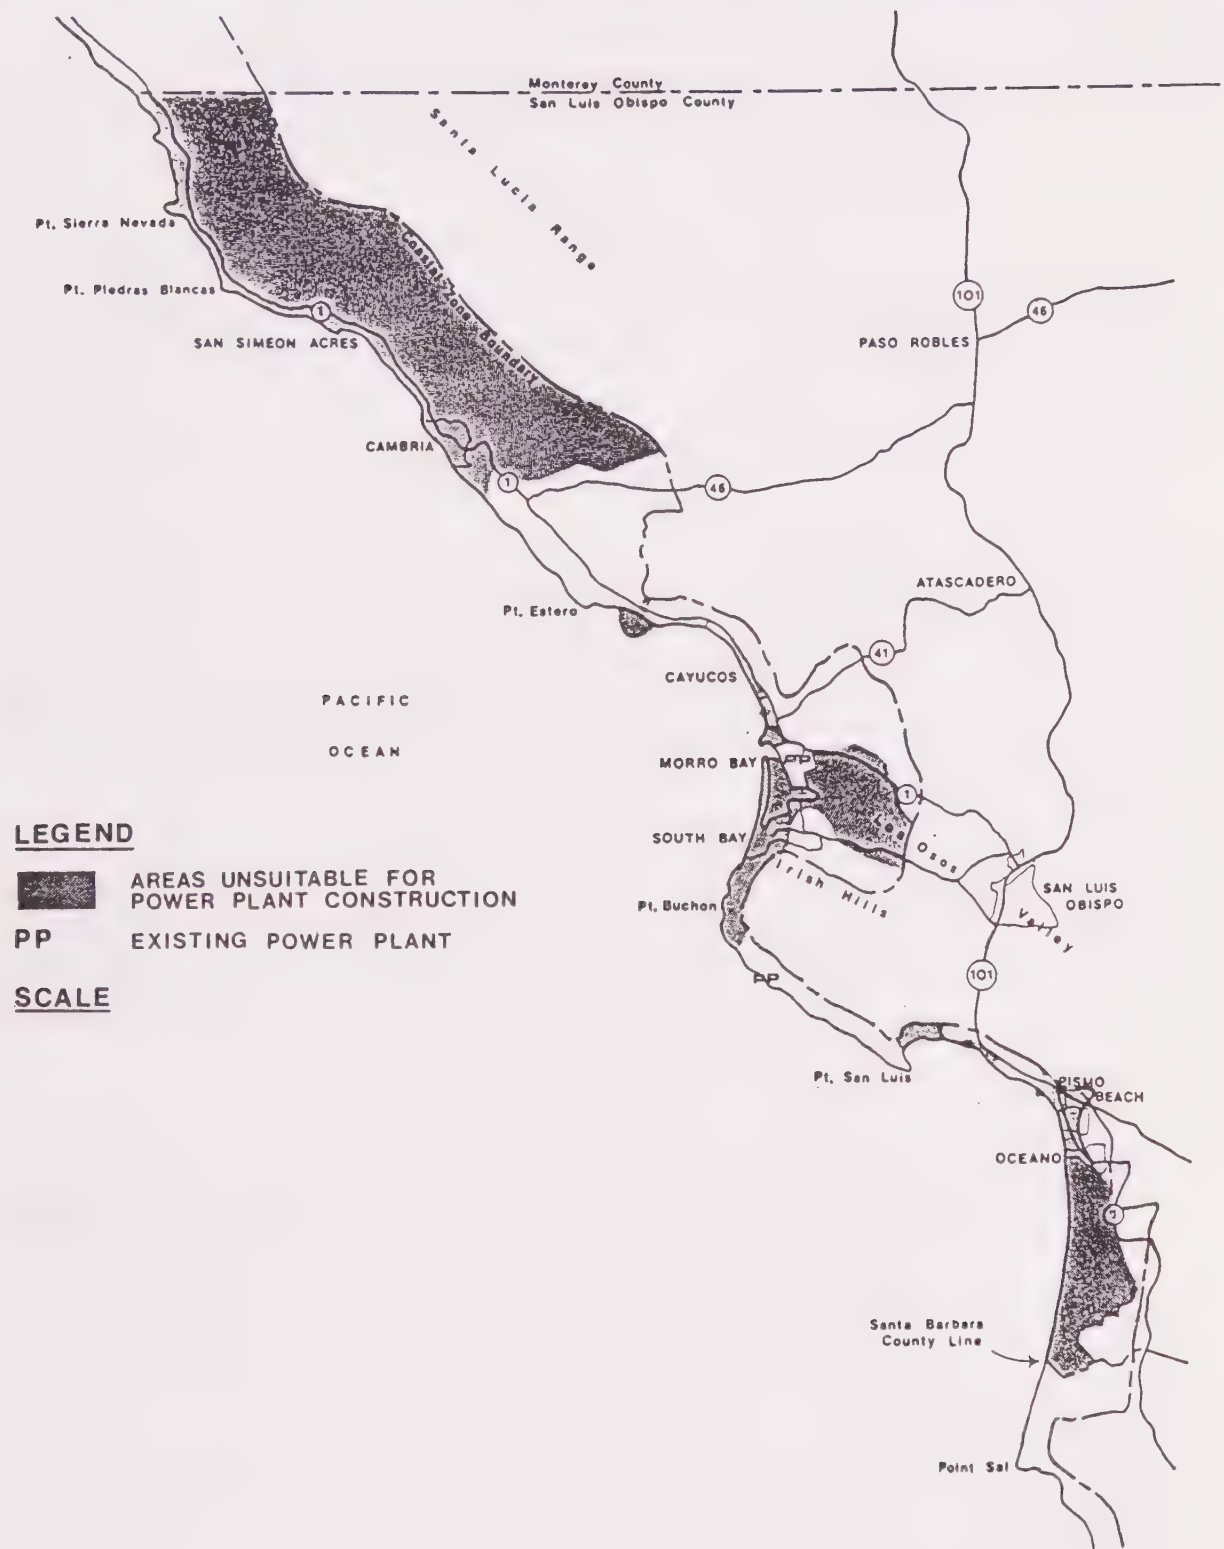 Monterey County
San Luis Obispo County
Santa Lucia Range
Pt. Sierra Nevada
Coastal Zone Boundary
Pt. Piedras Blancas
101
1
46
SAN SIMEON ACRES
PASO ROBLES
CAMBRIA
1
46
ATASCADERO
Pt. Estero
41
CAYUCOS
PACIFIC
OCEAN
MORRO BAY
PP
1
LEGEND
Los Osos
SOUTH BAY
AREAS UNSUITABLE FOR
POWER PLANT CONSTRUCTION
Irish Hills
SAN LUIS
OBISPO
Pt. Buchon
Valley
PP EXISTING POWER PLANT
101
PP
SCALE
Pt. San Luis
PISMO
BEACH
OCEANO
Santa Barbara
County Line
Point Sal